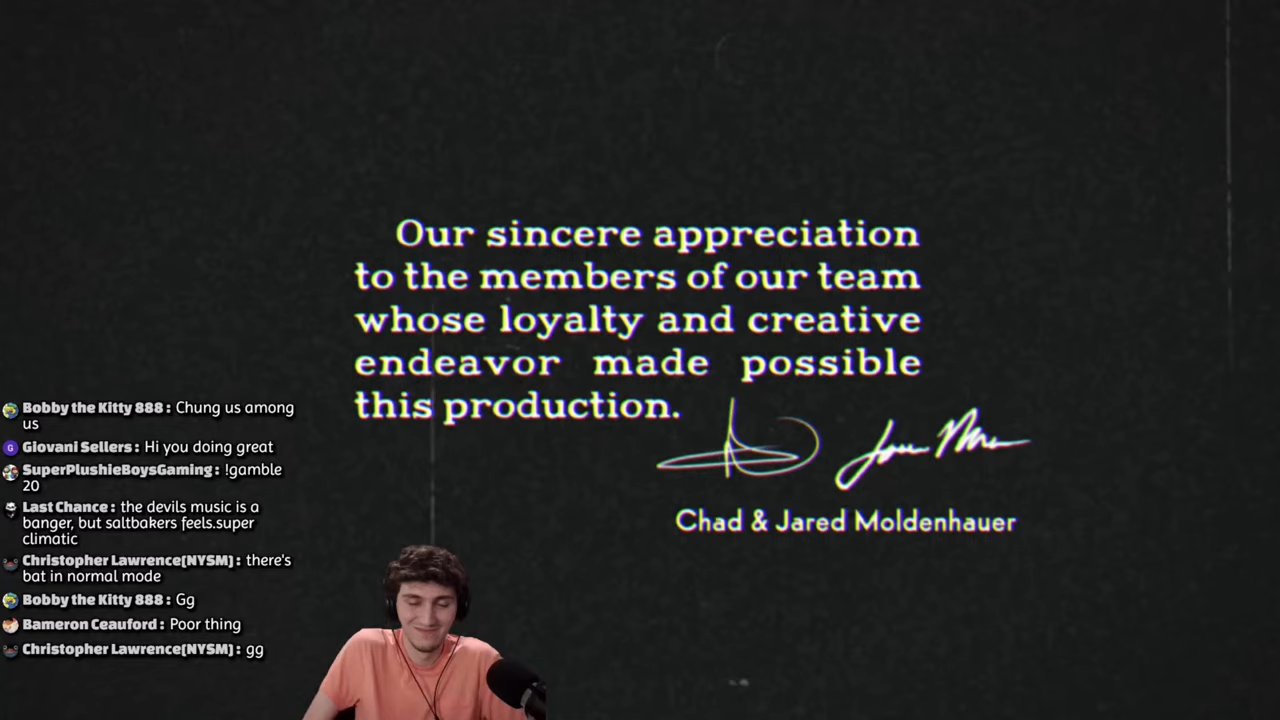 Our sincere appreciation
to the members of our team
whose loyalty and creative
endeavor made possible
this production.
Chad & Jared Moldenhauer
Bobby the Kitty 888 : Chung us among
us
G Giovani Sellers : Hi you doing great
SuperPlushieBoysGaming : !gamble
20
Last Chance : the devils music is a
banger, but saltbakers feels.super
climatic
Christopher Lawrence[NYSM] : there's
bat in normal mode
Bobby the Kitty 888 : Gg
Bameron Ceauford : Poor thing
Christopher Lawrence[NYSM] : gg